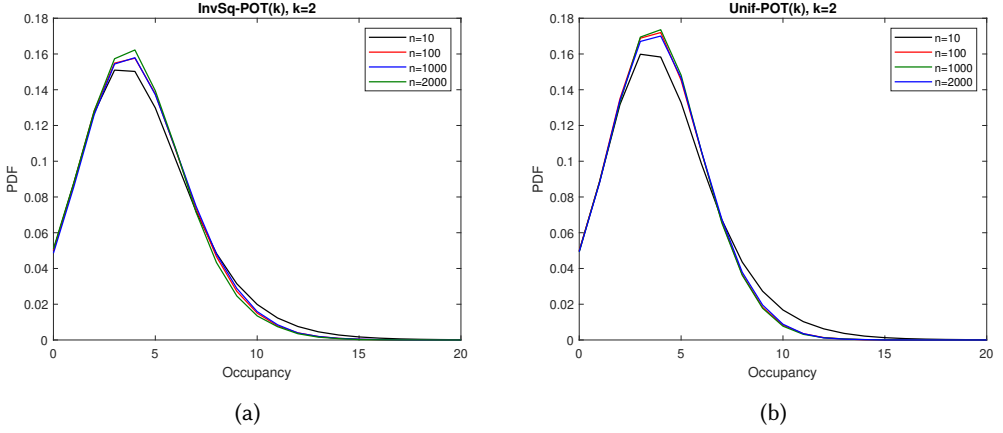 InvSq-POT(k), k=2
0.18
0.16
0.14
0.12
0.1
0.08
0.06
0.04
0.02
0
PDF
n=10
n=100
n=1000
n=2000
0 5 10 15 20
Occupancy
(a)
Unif-POT(k), k=2
0.18
0.16
0.14
0.12
0.1
0.08
0.06
0.04
0.02
0
PDF
n=10
n=100
n=1000
n=2000
0 5 10 15 20
Occupancy
(b)